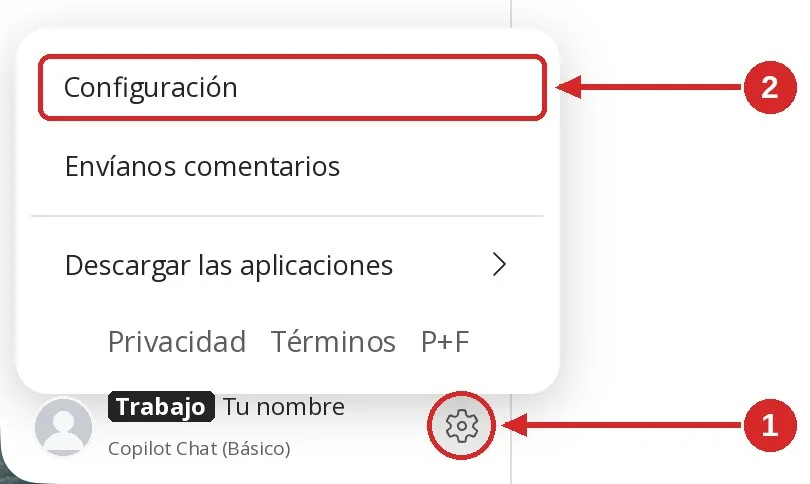 Configuración
2
Envíanos comentarios
Descargar las aplicaciones
Privacidad Términos P+F
Trabajo Tu nombre
1
Copilot Chat (Básico)